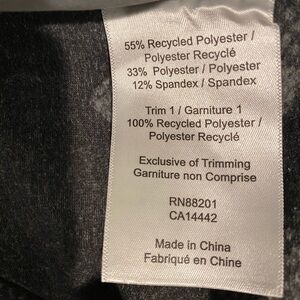 55% Recycled Polyester /
Polyester Recyclé
33% Polyester / Polyester
12% Spandex / Spandex
Trim 1 / Garniture 1
100% Recycled Polyester /
Polyester Recyclé
Exclusive of Trimming
Garniture non Comprise
RN88201
CA14442
Made in China
Fabriqué en Chine